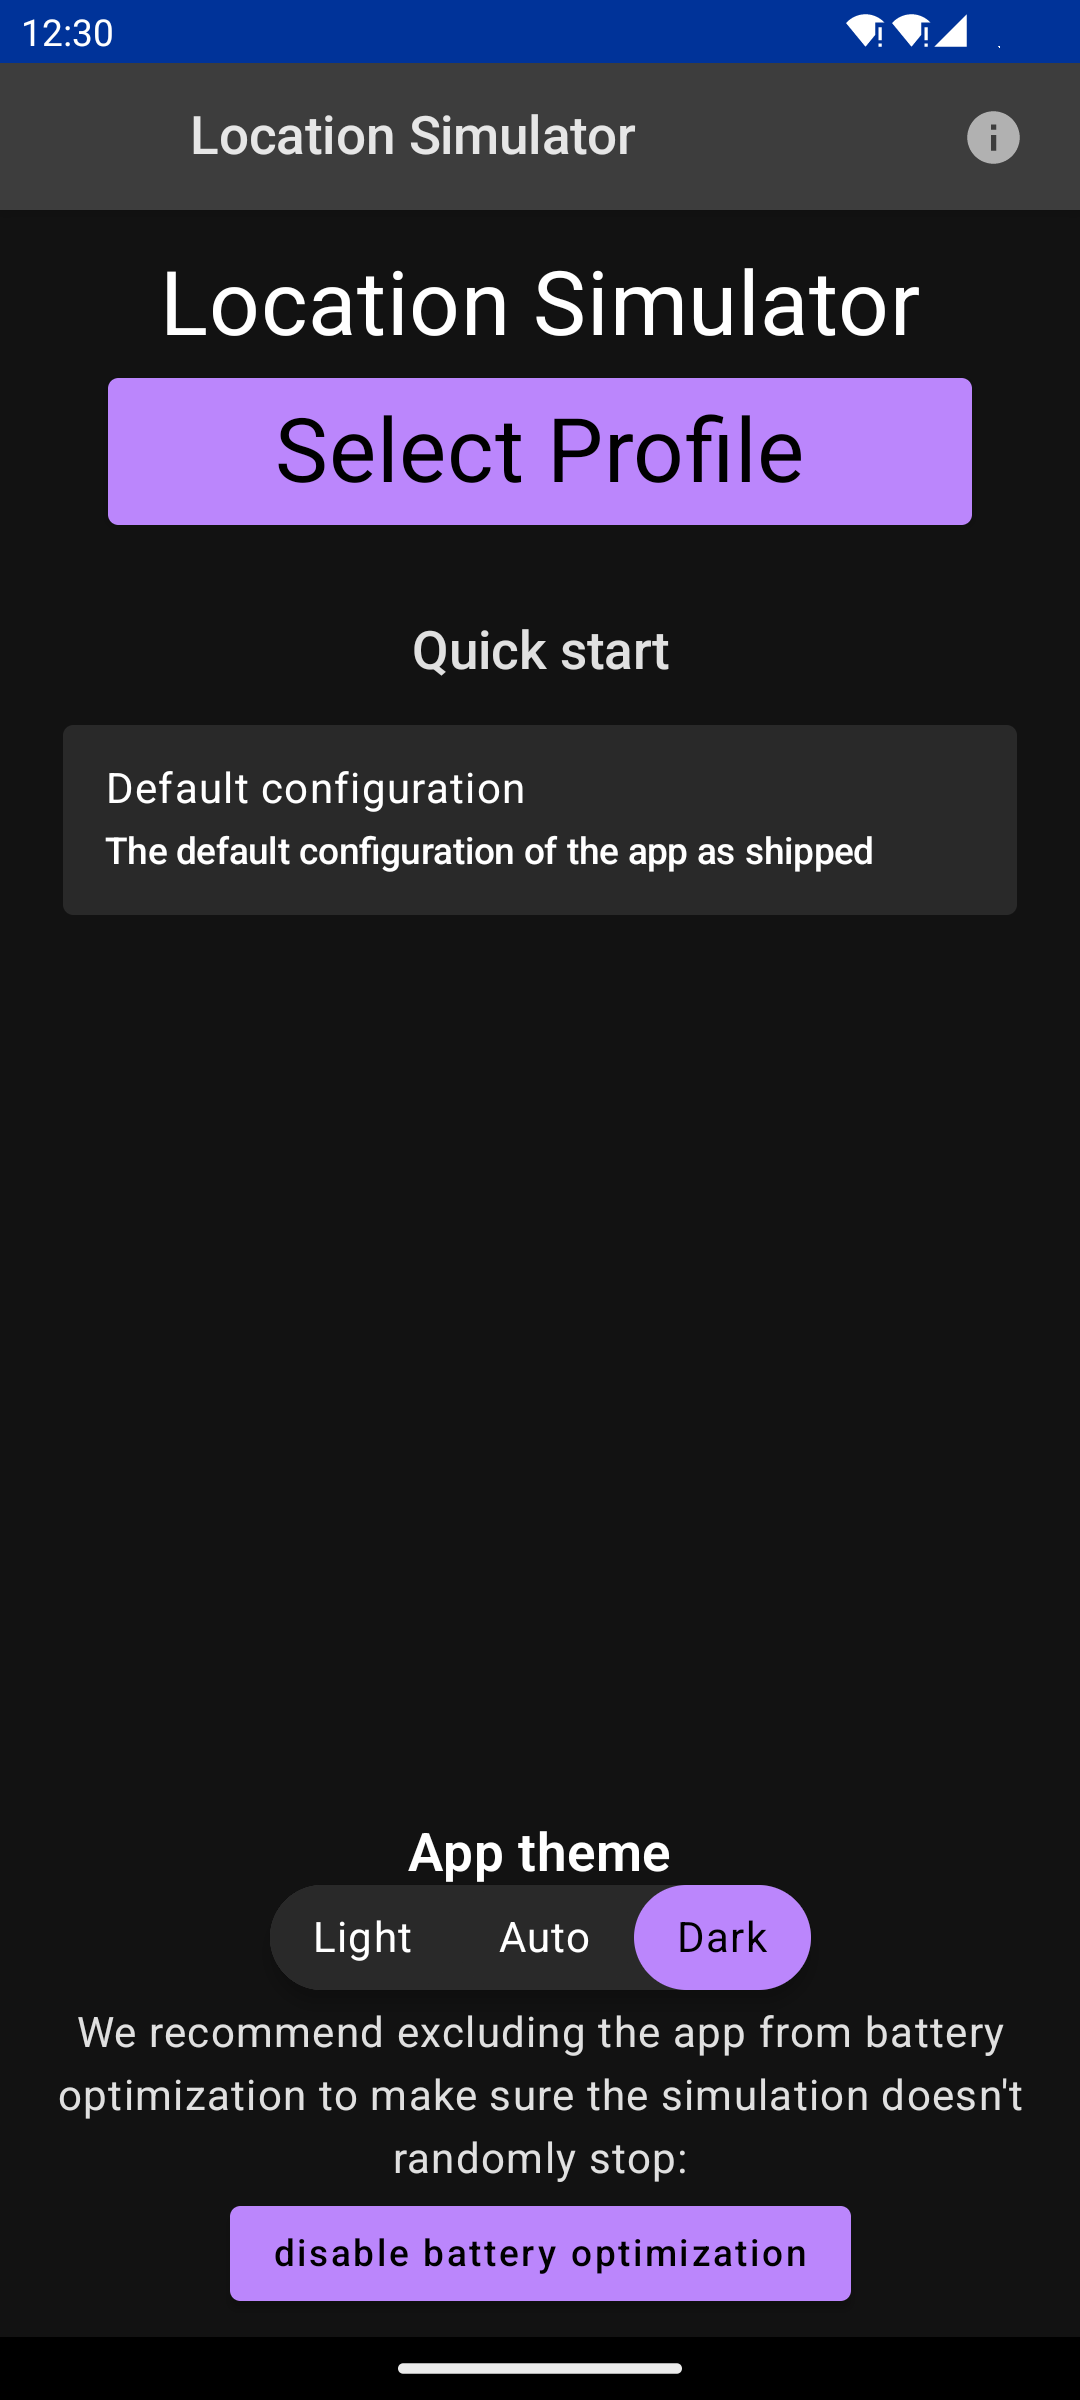 12:30
Location Simulator
Location Simulator
Select Profile
Quick start
Default configuration
The default configuration of the app as shipped
App theme
Light Auto Dark
We recommend excluding the app from battery
optimization to make sure the simulation doesn't
randomly stop:
disable battery optimization